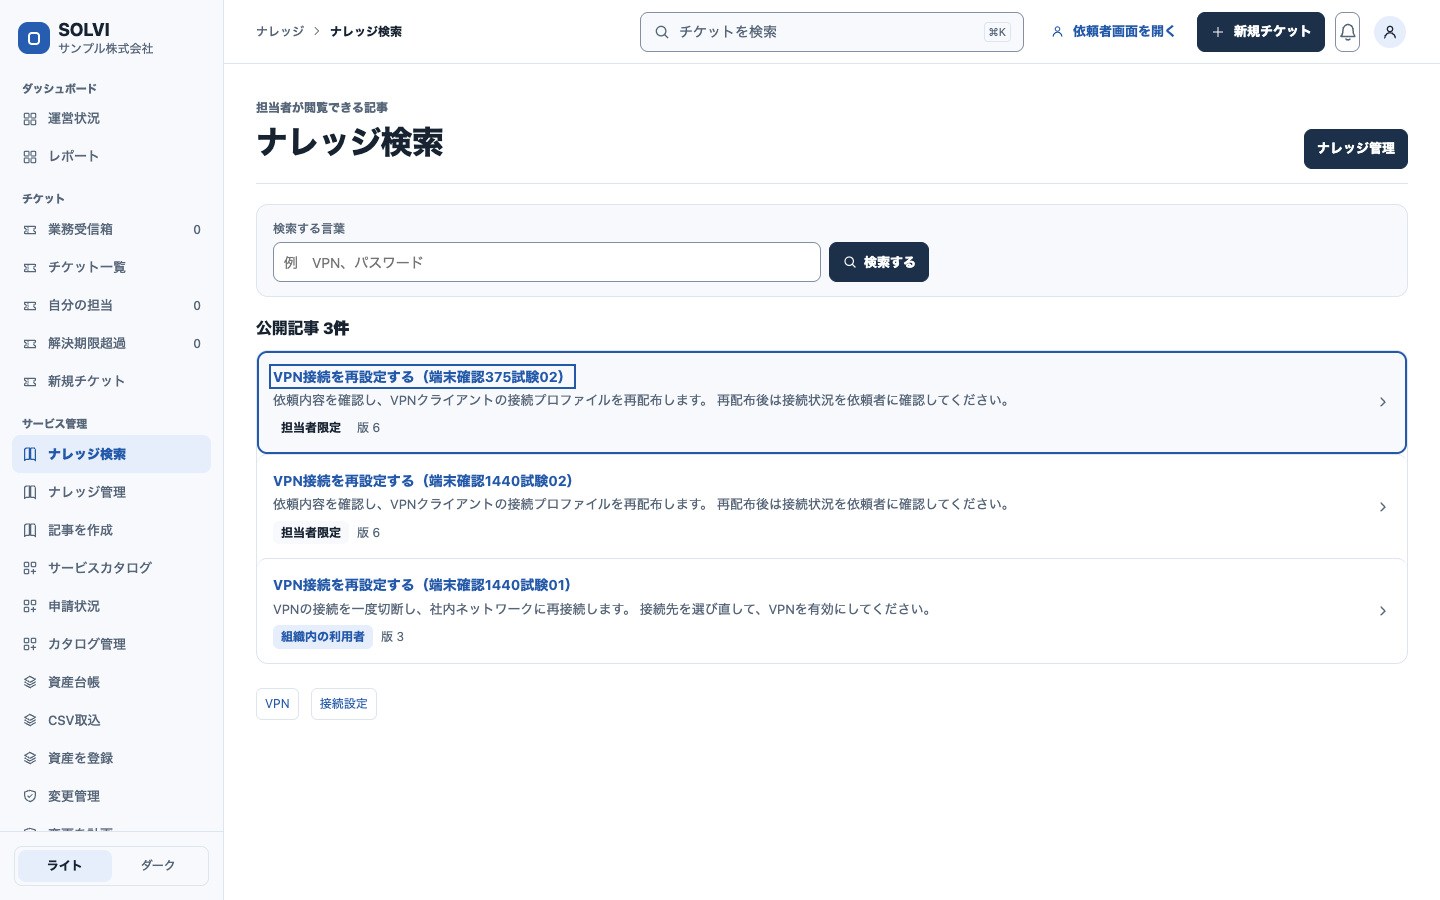 SOLVI
サンプル株式会社
ダッシュボード
運営状況
レポート
チケット
業務受信箱 0
チケット一覧
自分の担当 0
解決期限超過 0
新規チケット
サービス管理
ナレッジ検索
ナレッジ管理
記事を作成
サービスカタログ
申請状況
カタログ管理
資産台帳
CSV取込
資産を登録
変更管理
ライト ダーク
ナレッジ > ナレッジ検索
チケットを検索 ⌘K
依頼者画面を開く
+ 新規チケット
担当者が閲覧できる記事
ナレッジ検索
ナレッジ管理
検索する言葉
例 VPN、パスワード
検索する
公開記事 3件
VPN接続を再設定する（端末確認375試験02）
依頼内容を確認し、VPNクライアントの接続プロファイルを再配布します。 再配布後は接続状況を依頼者に確認してください。
担当者限定 版 6
VPN接続を再設定する（端末確認1440試験02）
依頼内容を確認し、VPNクライアントの接続プロファイルを再配布します。 再配布後は接続状況を依頼者に確認してください。
担当者限定 版 6
VPN接続を再設定する（端末確認1440試験01）
VPNの接続を一度切断し、社内ネットワークに再接続します。 接続先を選び直して、VPNを有効にしてください。
組織内の利用者 版 3
VPN 接続設定